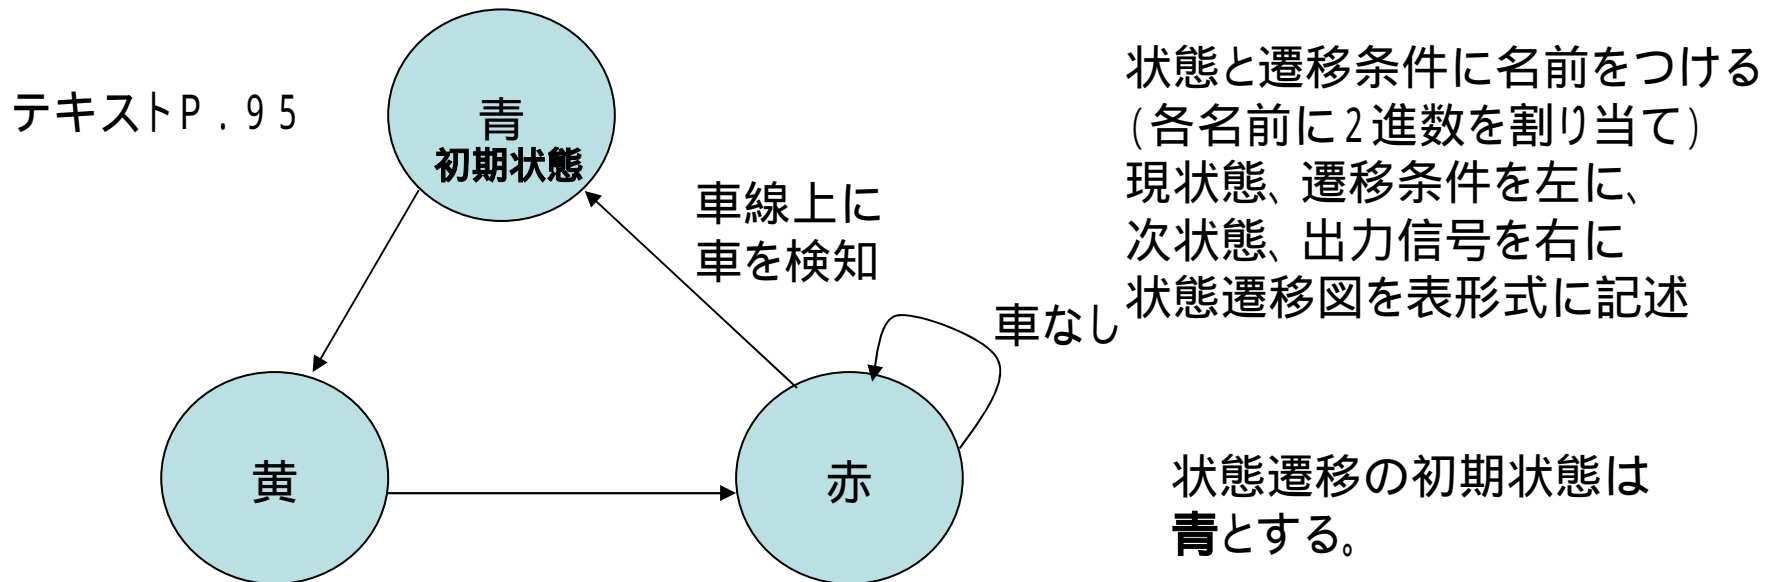 テキストP.95
青
初期状態
車線上に
車を検知
車なし
黄
赤
状態と遷移条件に名前をつける
(各名前に2進数を割り当て)
現状態、遷移条件を左に、
次状態、出力信号を右に
状態遷移図を表形式に記述
状態遷移の初期状態は
青とする。